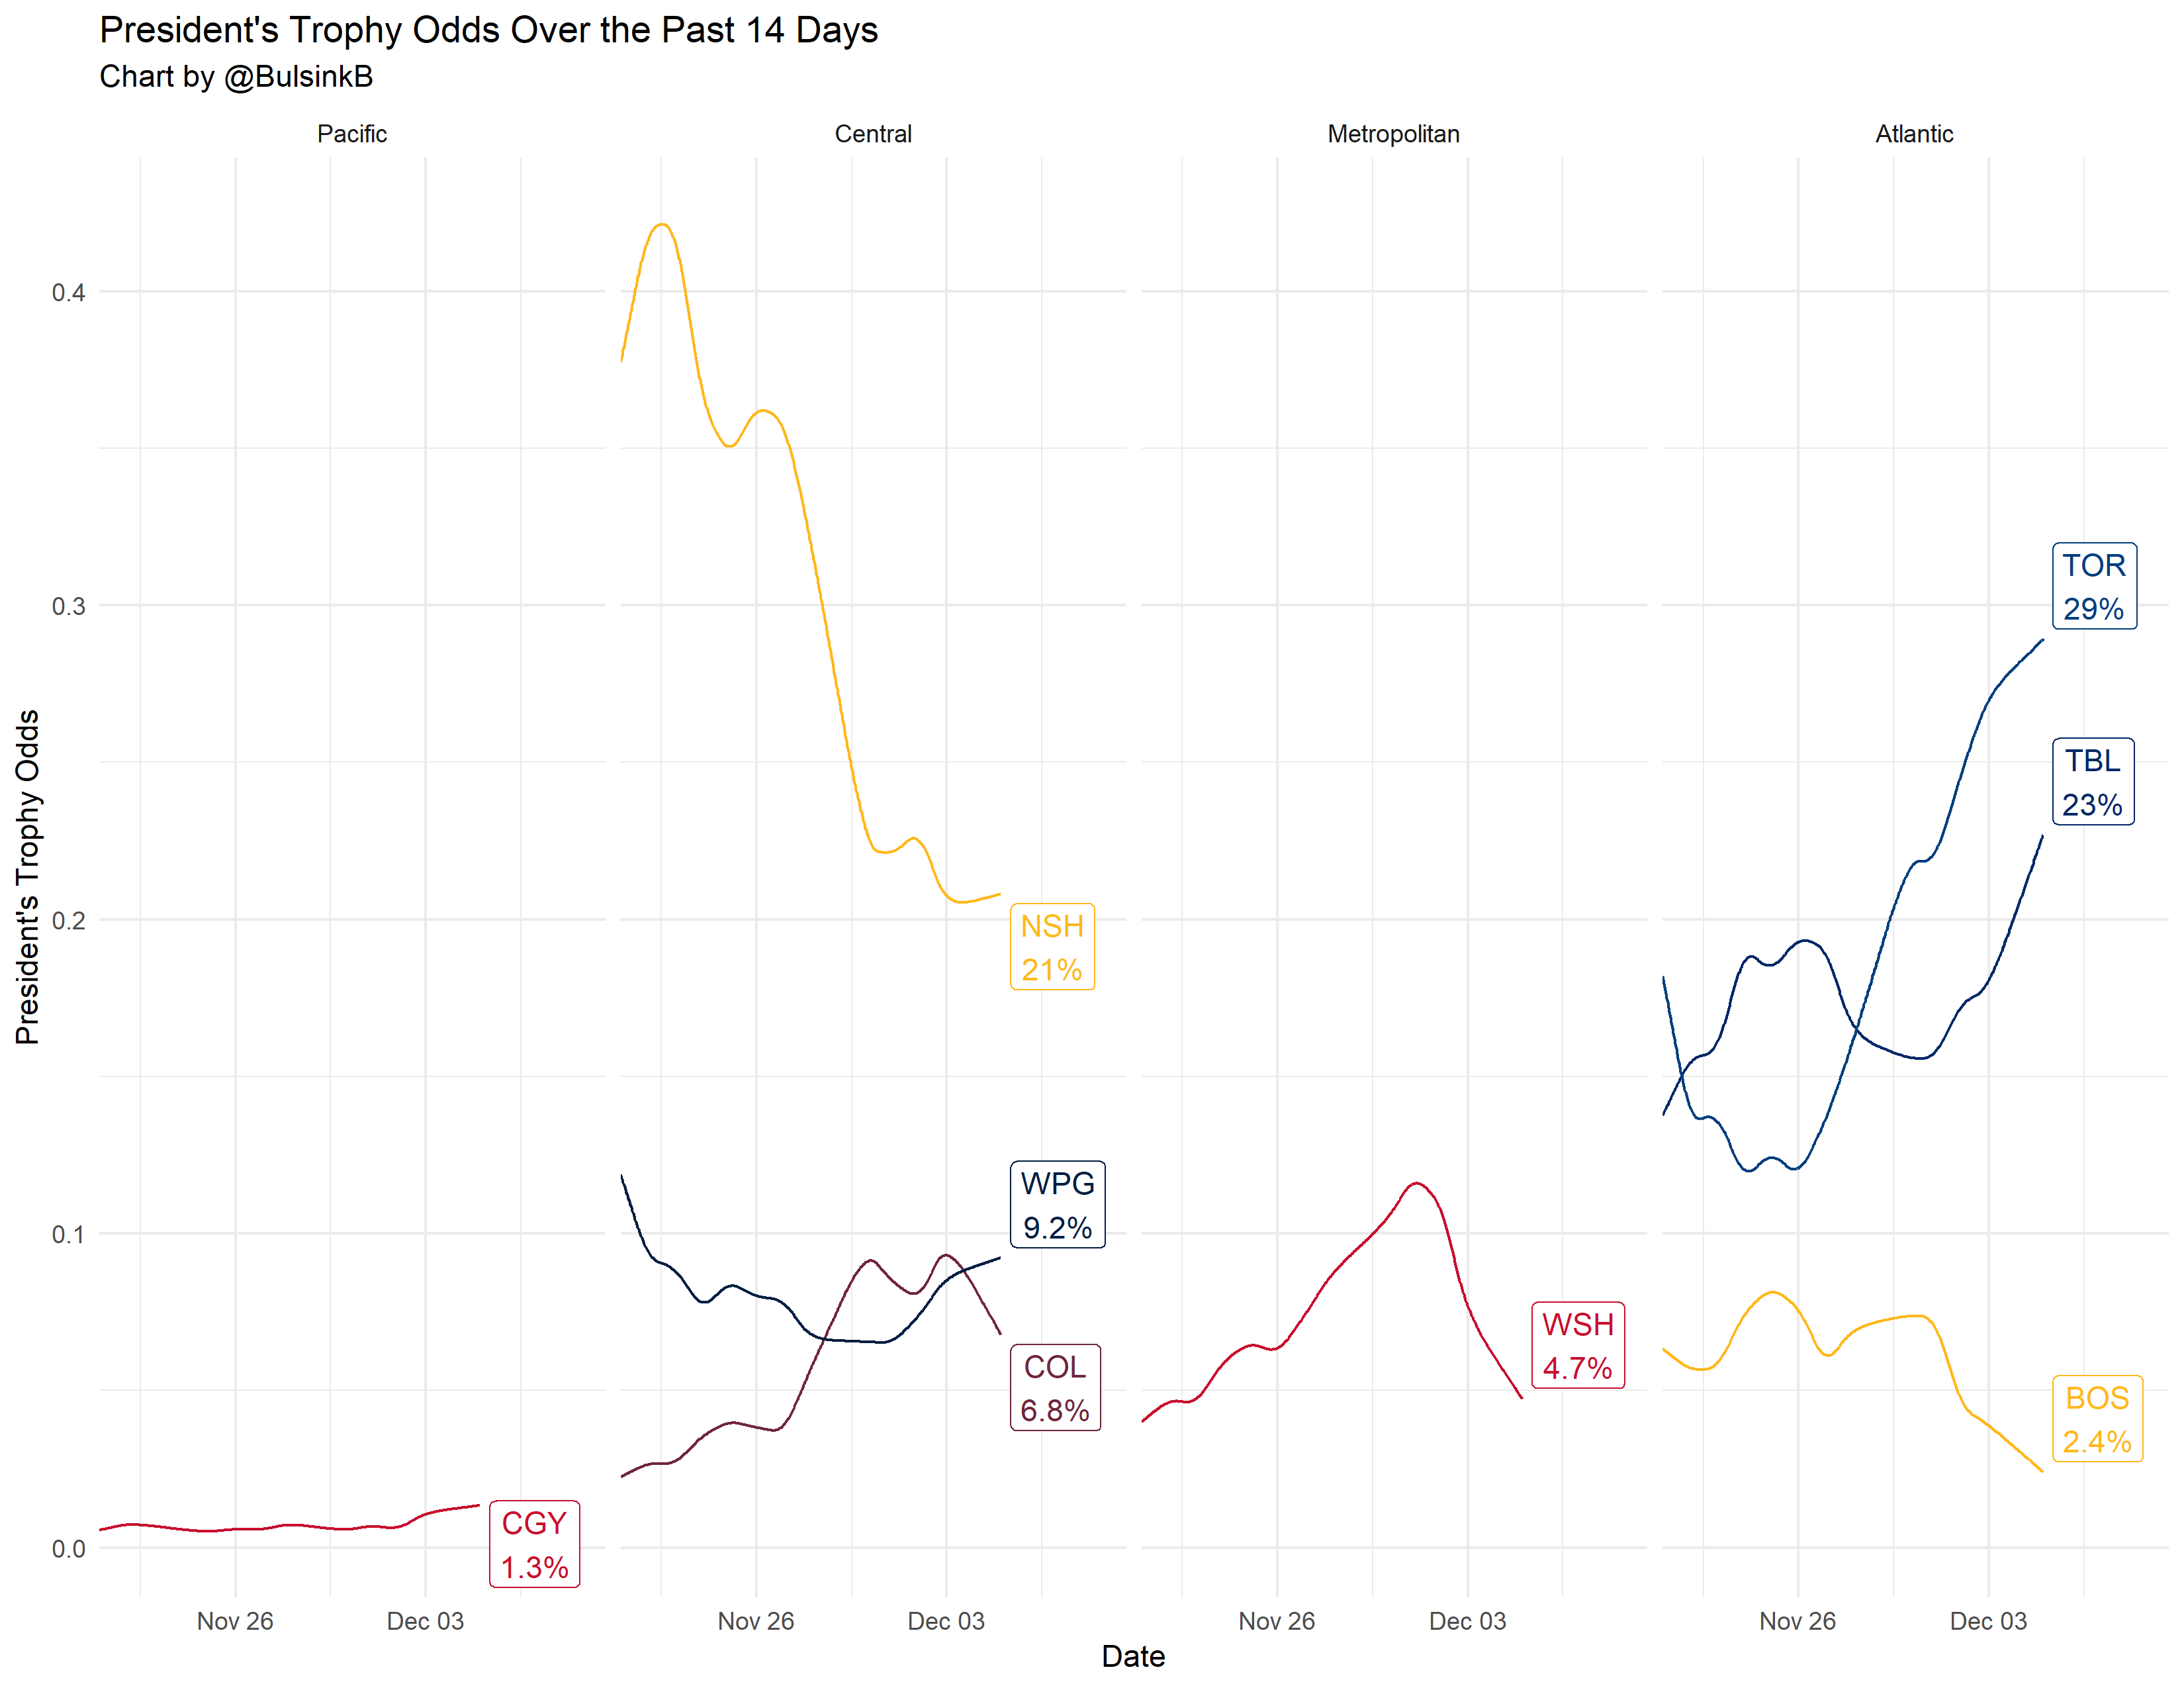 President's Trophy Odds Over the Past 14 Days
Chart by @BulsinkB
Pacific
Central
Metropolitan
Atlantic
President's Trophy Odds
0.4
0.3
0.2
0.1
0.0
CGY
1.3%
NSH
21%
WPG
9.2%
COL
6.8%
WSH
4.7%
TOR
29%
TBL
23%
BOS
2.4%
Nov 26
Dec 03
Nov 26
Dec 03
Nov 26
Dec 03
Nov 26
Dec 03
Date